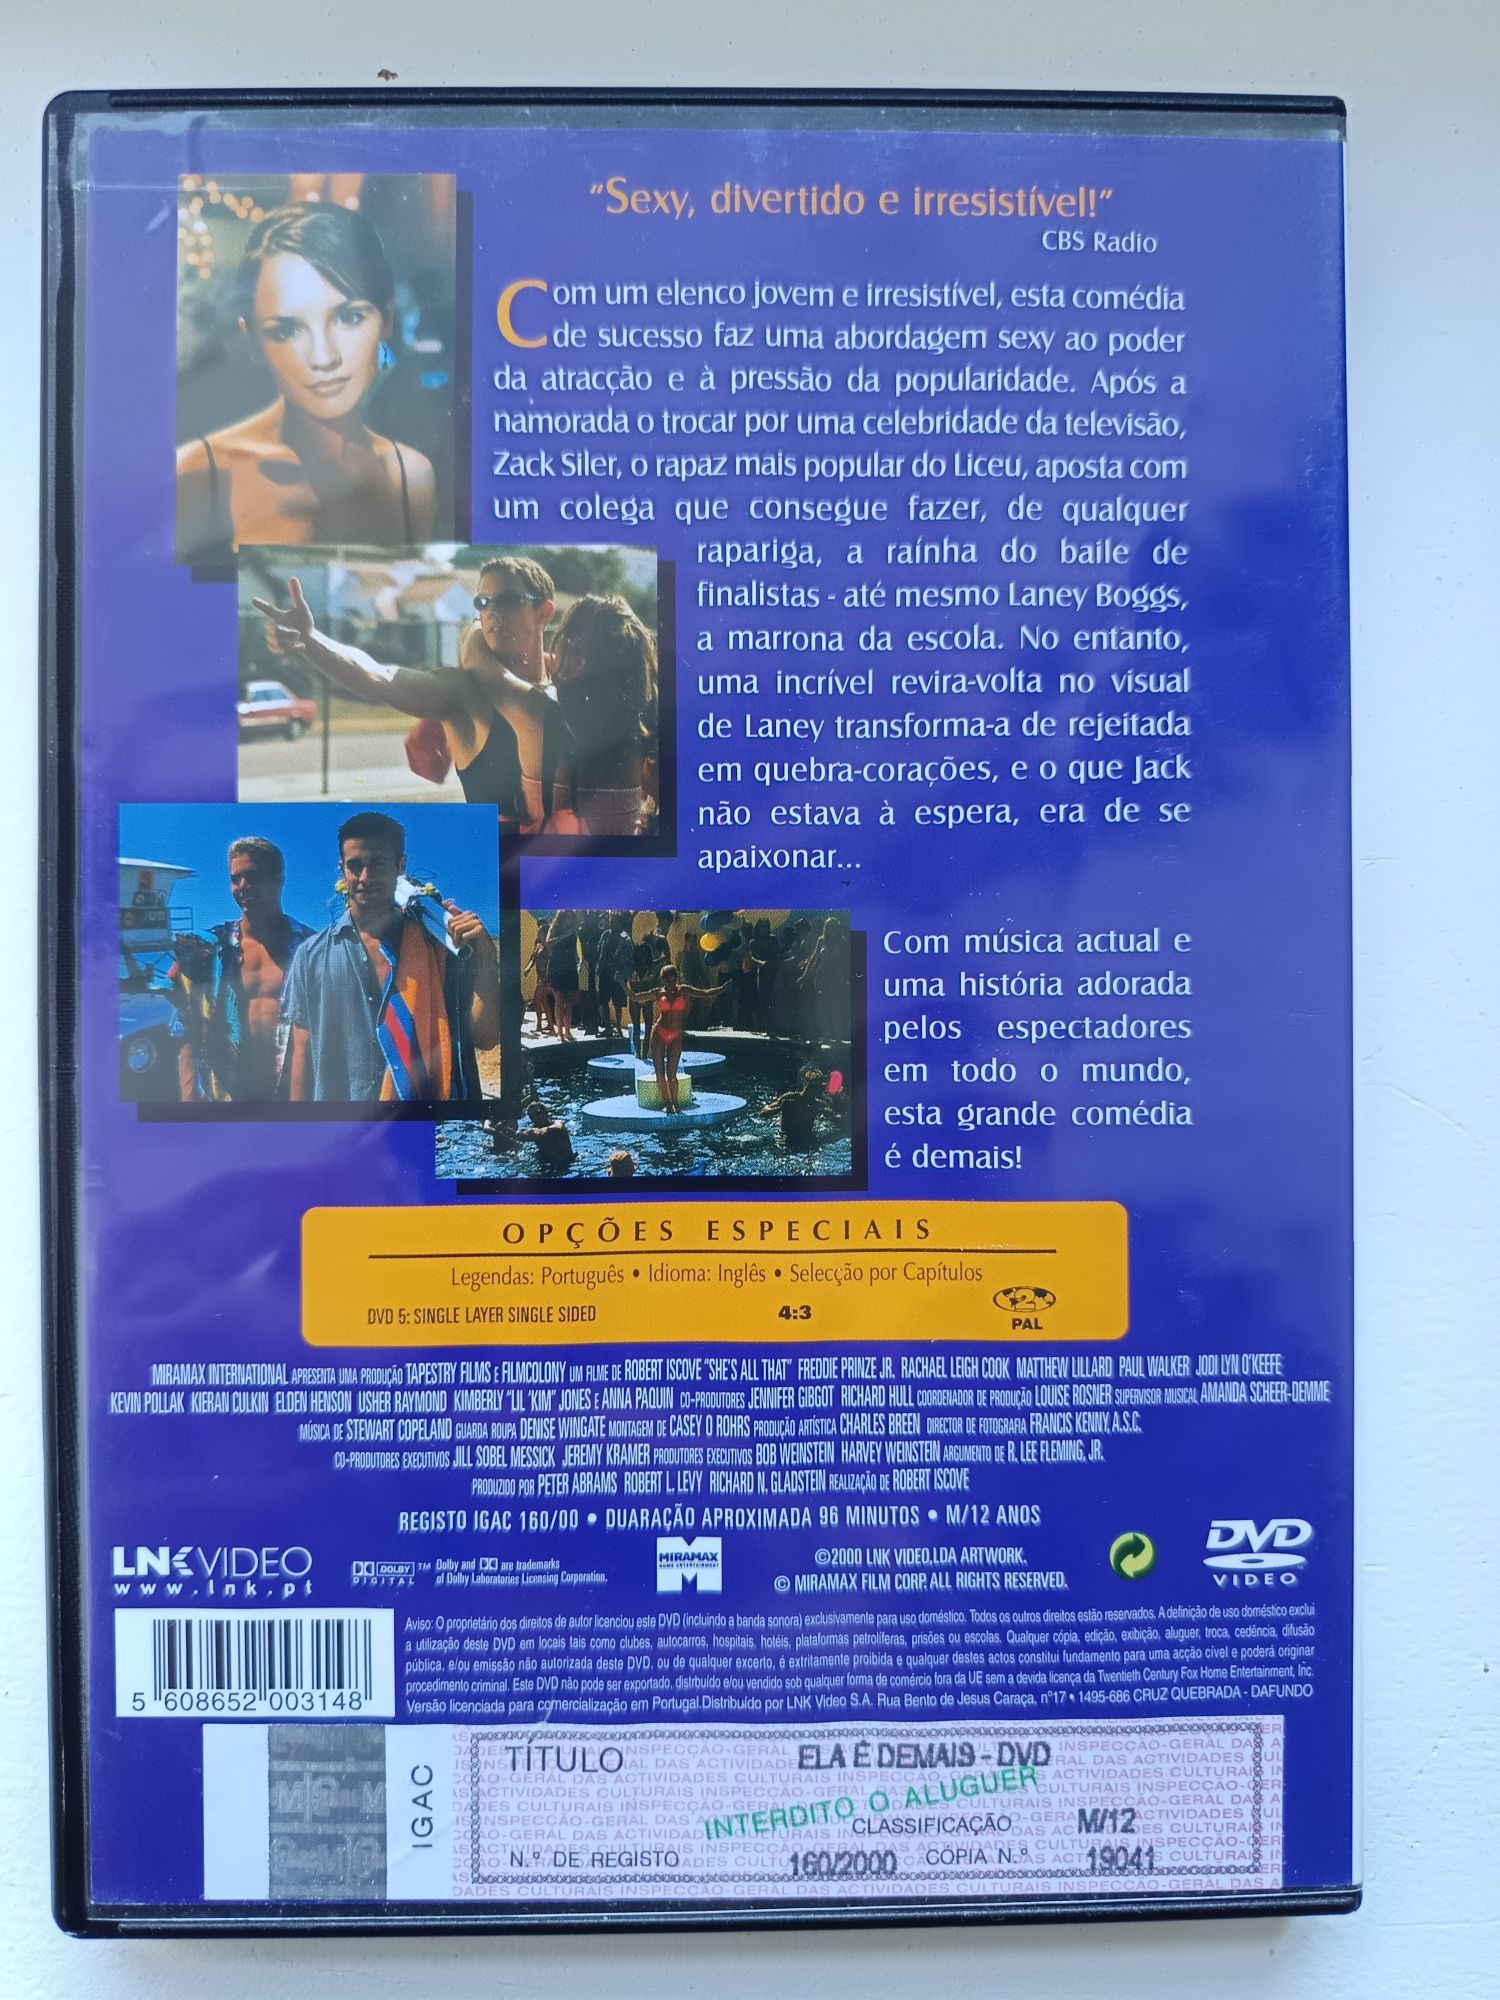 “Sexy, divertido e irresistível!”
CBS Radio
Com um elenco jovem e irresistível, esta comédia
de sucesso faz uma abordagem sexy ao poder
da atracção e à pressão da popularidade. Após a
namorada o trocar por uma celebridade da televisão,
Zack Siler, o rapaz mais popular do Liceu, aposta com
um colega que consegue fazer, de qualquer
rapariga, a raínha do baile de
finalistas - até mesmo Laney Boggs,
a marrona da escola. No entanto,
uma incrível revira-volta no visual
de Laney transforma-a de rejeitada
em quebra-corações, e o que Jack
não estava à espera, era de se
apaixonar...
Com música actual e
uma história adorada
pelos espectadores
em todo o mundo,
esta grande comédia
é demais!
OPÇÕES ESPECIAIS
Legendas: Português • Idioma: Inglês • Selecção por Capítulos
DVD 5: SINGLE LAYER SINGLE SIDED 4:3 2 PAL
MIRAMAX INTERNATIONAL APRESENTA UMA PRODUÇÃO TAPESTRY FILMS E FILMCOLONY UM FILME DE ROBERT ISCOVE "SHE'S ALL THAT" FREDDIE PRINZE JR. RACHAEL LEIGH COOK MATTHEW LILLARD PAUL WALKER JODI LYN O'KEEFE
KEVIN POLLAK KIERAN CULKIN ELDEN HENSON USHER RAYMOND KIMBERLY "LIL 'KIM" JONES E ANNA PAQUIN CO-PRODUTORES JENNIFER GIBGOT RICHARD HULL COORDENADOR DE PRODUÇÃO LOUISE ROSNER SUPERVISOR MUSICAL AMANDA SCHEER-DEMME
MÚSICA DE STEWART COPELAND GUARDA ROUPA DENISE WINGATE MONTAGEM DE CASEY O ROHRS PRODUÇÃO ARTÍSTICA CHARLES BREEN DIRECTOR DE FOTOGRAFIA FRANCIS KENNY, A.S.C.
CO-PRODUTORES EXECUTIVOS JILL SOBEL MESSICK JEREMY KRAMER PRODUTORES EXECUTIVOS BOB WEINSTEIN HARVEY WEINSTEIN ARGUMENTO DE R. LEE FLEMING, JR.
PRODUZIDO POR PETER ABRAMS ROBERT L. LEVY RICHARD N. GLADSTEIN REALIZAÇÃO DE ROBERT ISCOVE
REGISTO IGAC 160/00 • DUARAÇÃO APROXIMADA 96 MINUTOS • M/12 ANOS
LNK VIDEO
www.lnk.pt
DOLBY DIGITAL ™ Dolby and DD are trademarks
of Dolby Laboratories Licensing Corporation.
MIRAMAX
HOME ENTERTAINMENT
©2000 LNK VIDEO,LDA ARTWORK.
© MIRAMAX FILM CORP. ALL RIGHTS RESERVED.
DVD
VIDEO
Aviso: O proprietário dos direitos de autor licenciou este DVD (incluindo a banda sonora) exclusivamente para uso doméstico. Todos os outros direitos estão reservados. A definição de uso doméstico exclui
a utilização deste DVD em locais tais como clubes, autocarros, hospitais, hotéis, plataformas petrolíferas, prisões ou escolas. Qualquer cópia, edição, exibição, aluguer, troca, cedência, difusão
pública, e/ou emissão não autorizada deste DVD, ou de qualquer excerto, é extritamente proibida e qualquer destes actos constitui fundamento para uma acção cível e poderá originar
procedimento criminal. Este DVD não pode ser exportado, distribuído e/ou vendido sob qualquer forma de comércio fora da UE sem a devida licença da Twentieth Century Fox Home Entertainment, Inc.
Versão licenciada para comercialização em Portugal.Distribuído por LNK Video S.A. Rua Bento de Jesus Caraça, nº17 • 1495-686 CRUZ QUEBRADA - DAFUNDO
5 608652 003148
IGAC
TÍTULO ELA É DEMAIS - DVD
INTERDITO O ALUGUER
CLASSIFICAÇÃO M/12
N.º DE REGISTO 160/2000 CÓPIA N.º 19041
INSPECÇÃO-GERAL DAS ACTIVIDADES CULTURAIS